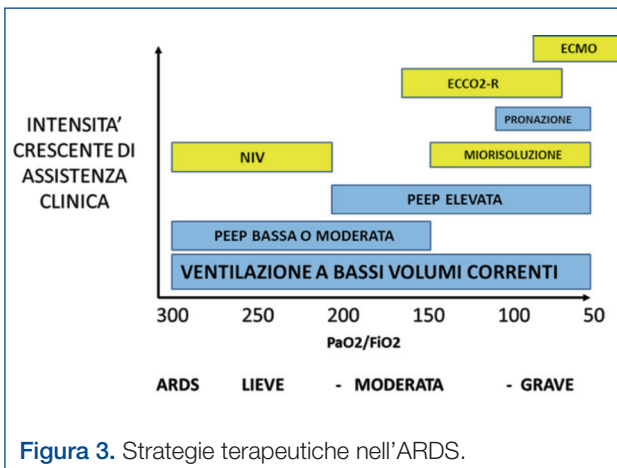 ECMO
ECCO2-R
PRONAZIONE
INTENSITA'
CRESCENTE DI
ASSISTENZA
CLINICA
NIV
MIORISOLUZIONE
PEEP ELEVATA
PEEP BASSA O MODERATA
VENTILAZIONE A BASSI VOLUMI CORRENTI
300 250 200 150 100 50
PaO2/FiO2
ARDS LIEVE - MODERATA - GRAVE
Figura 3. Strategie terapeutiche nell'ARDS.